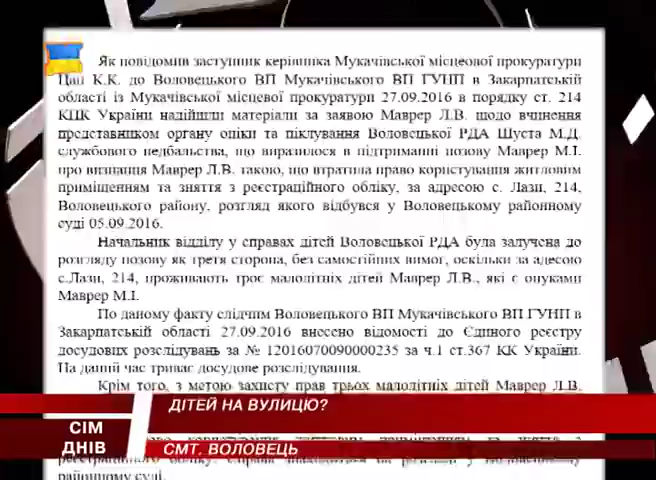 Як повідомив заступник керівника Мукачівської місцевої прокуратури
Цап К.К. до Воловецького ВП Мукачівського ВП ГУНП в Закарпатській
області із Мукачівської місцевої прокуратури 27.09.2016 в порядку ст. 214
КПК України надійшли матеріали за заявою Маврер Л.В. щодо вчинення
представником органу опіки та піклування Воловецької РДА Шуста М.Д.
службового недбальства, що виразилося в підтриманні позову Маврер М.І.
про визнання Маврер Л.В. такою, що втратила право користування житловим
приміщенням та зняття з реєстраційного обліку, за адресою с. Лази, 214,
Воловецького району, розгляд якого відбувся у Воловецькому районному
суді 05.09.2016.
Начальник відділу у справах дітей Воловецької РДА була залучена до
розгляду позову як третя сторона, без самостійних вимог, оскільки за адресою
с.Лази, 214, проживають троє малолітніх дітей Маврер Л.В., які є онуками
Маврер М.І.
По даному факту слідчим Воловецького ВП Мукачівського ВП ГУНП в
Закарпатській області 27.09.2016 внесено відомості до Єдиного реєстру
досудових розслідувань за № 12016070090000235 за ч.1 ст.367 КК України.
На даний час триває досудове розслідування.
Крім того, з метою захисту прав трьох малолітніх дітей Маврер Л.В.
ДІТЕЙ НА ВУЛИЦЮ?
СІМ
ДНІВ
СМТ. ВОЛОВЕЦЬ
районному суді.